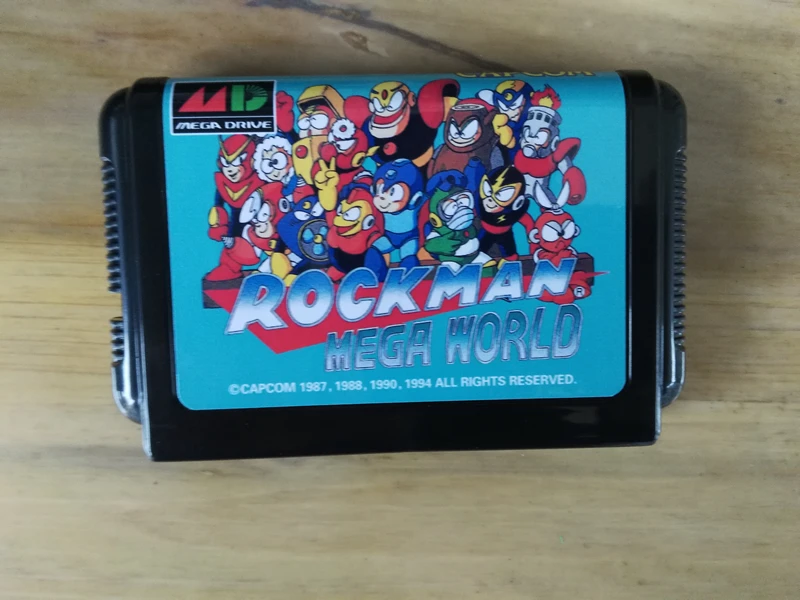 CAPCOM
MD
MEGA DRIVE
ROCKMAN®
MEGA WORLD
©CAPCOM 1987, 1988, 1990, 1994 ALL RIGHTS RESERVED.